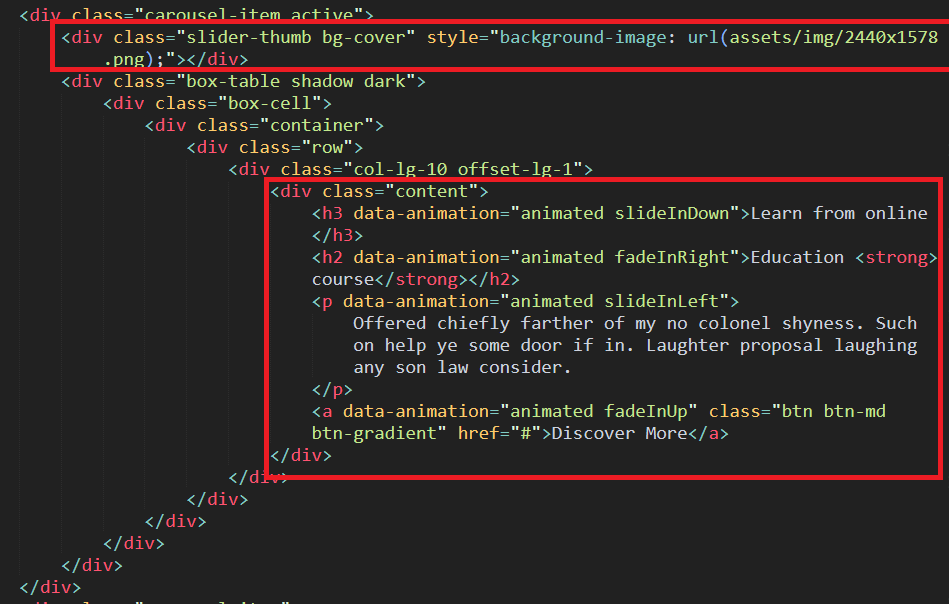 <div class="carousel-item active">
<div class="slider-thumb bg-cover" style="background-image: url(assets/img/2440x1578
.png);"></div>
<div class="box-table shadow dark">
<div class="box-cell">
<div class="container">
<div class="row">
<div class="col-lg-10 offset-lg-1">
<div class="content">
<h3 data-animation="animated slideInDown">Learn from online
</h3>
<h2 data-animation="animated fadeInRight">Education <strong>
course</strong></h2>
<p data-animation="animated slideInLeft">
Offered chiefly farther of my no colonel shyness. Such
on help ye some door if in. Laughter proposal laughing
any son law consider.
</p>
<a data-animation="animated fadeInUp" class="btn btn-md
btn-gradient" href="#">Discover More</a>
</div>
</div>
</div>
</div>
</div>
</div>
</div>